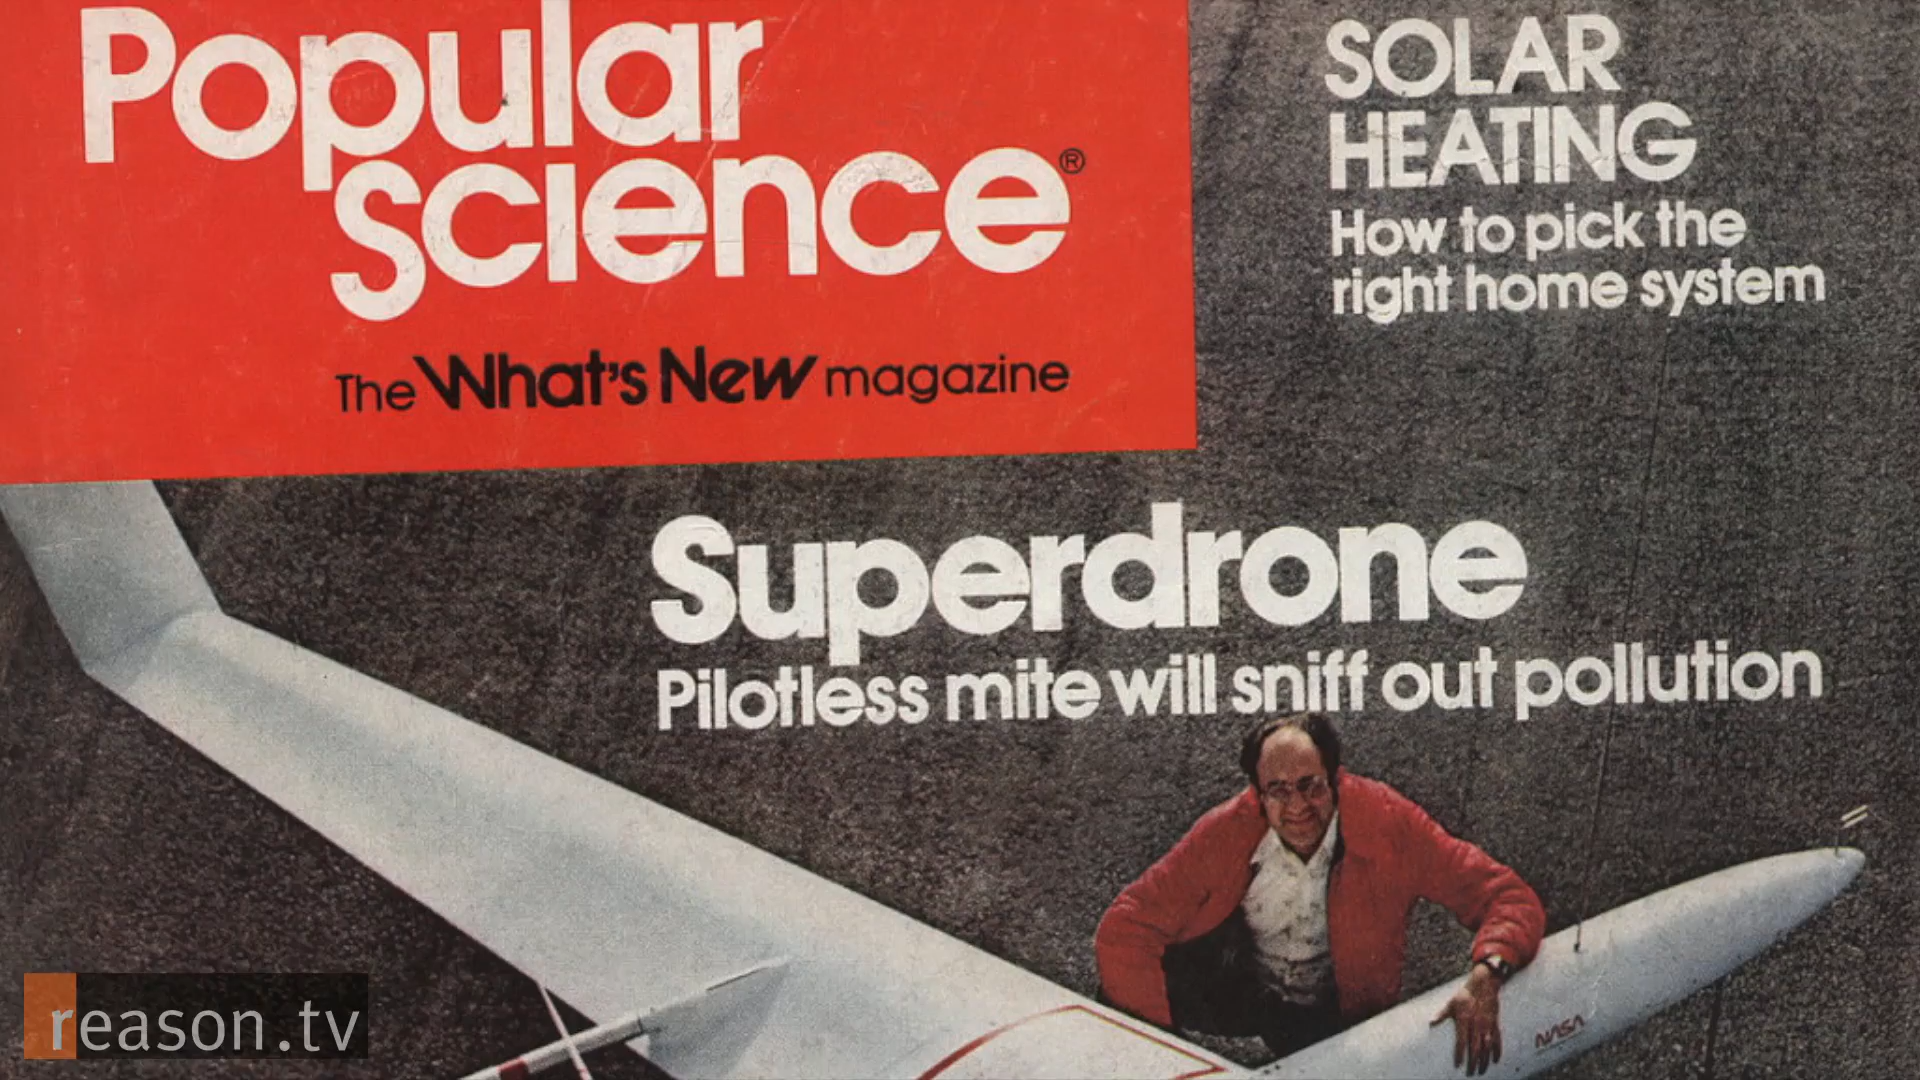 Popular
Science®
The What's New magazine
SOLAR
HEATING
How to pick the
right home system
Superdrone
Pilotless mite will sniff out pollution
NASA
reason.tv